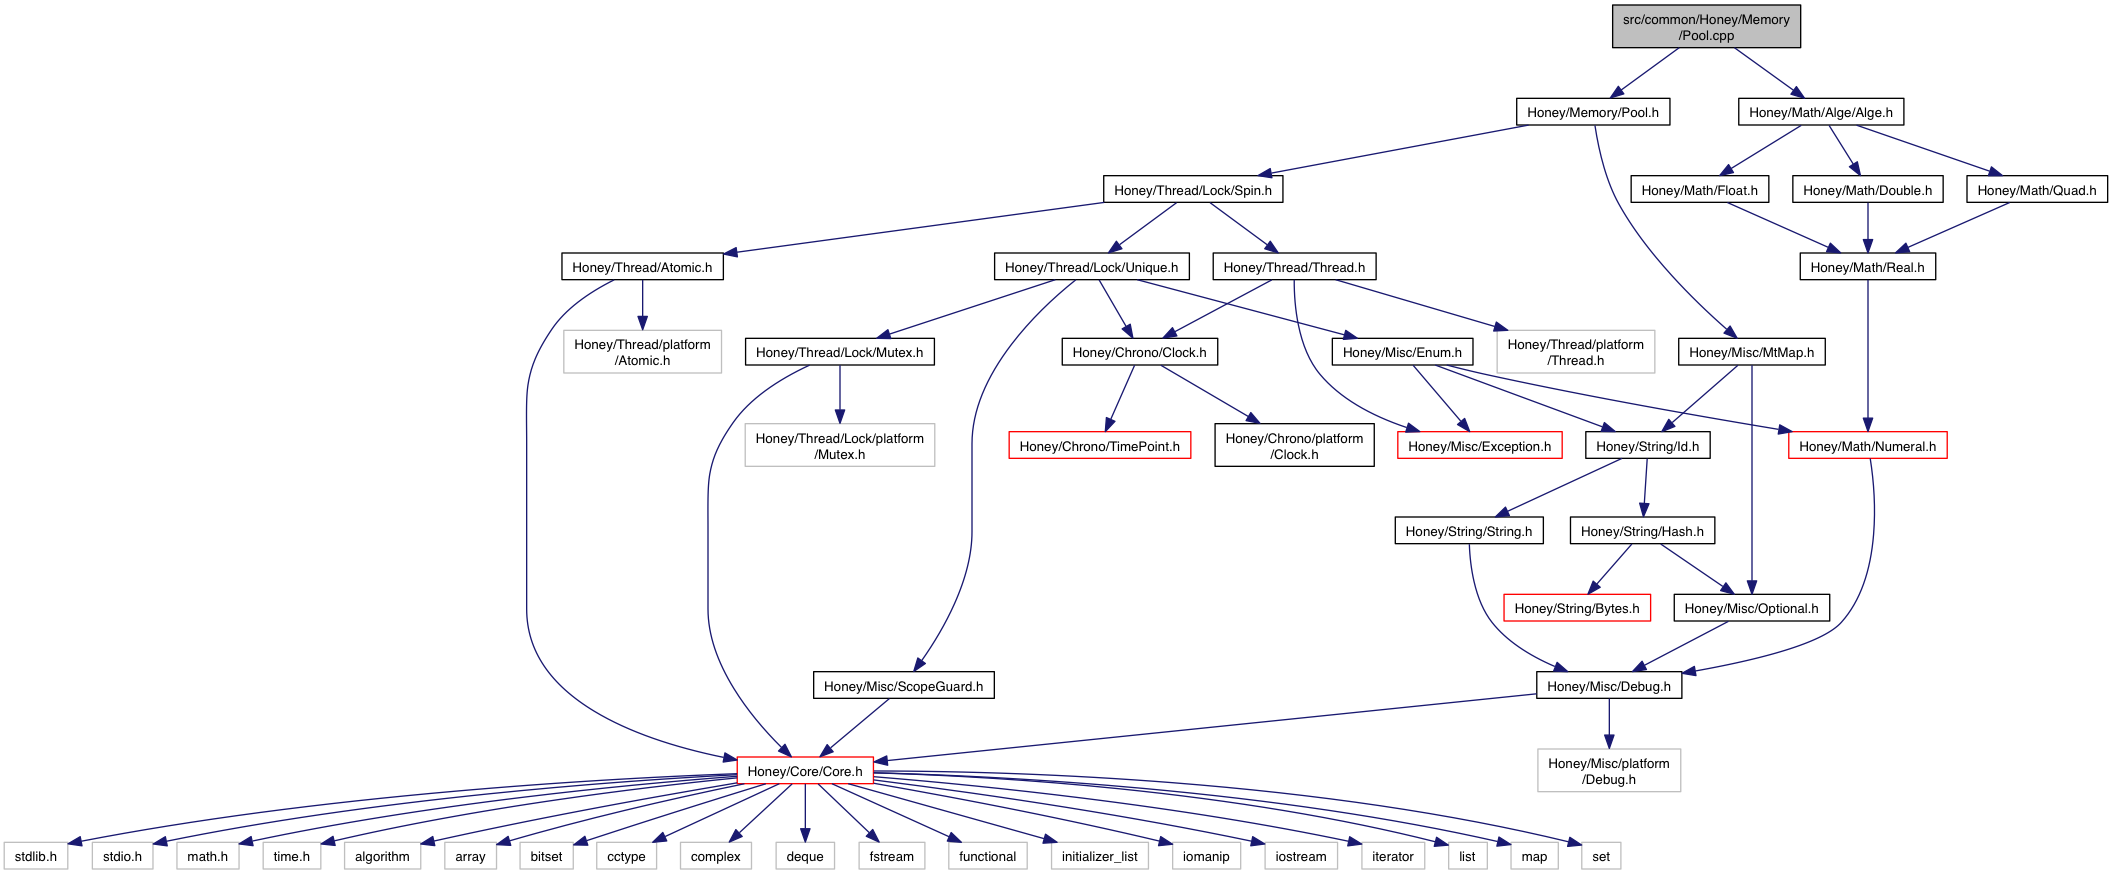 src/common/Honey/Memory
/Pool.cpp
Honey/Memory/Pool.h
Honey/Math/Alge/Alge.h
Honey/Thread/Lock/Spin.h
Honey/Math/Float.h
Honey/Math/Double.h
Honey/Math/Quad.h
Honey/Thread/Atomic.h
Honey/Thread/Lock/Unique.h
Honey/Thread/Thread.h
Honey/Math/Real.h
Honey/Thread/platform
/Atomic.h
Honey/Thread/Lock/Mutex.h
Honey/Chrono/Clock.h
Honey/Misc/Enum.h
Honey/Thread/platform
/Thread.h
Honey/Misc/MtMap.h
Honey/Thread/Lock/platform
/Mutex.h
Honey/Chrono/TimePoint.h
Honey/Chrono/platform
/Clock.h
Honey/Misc/Exception.h
Honey/String/Id.h
Honey/Math/Numeral.h
Honey/String/String.h
Honey/String/Hash.h
Honey/String/Bytes.h
Honey/Misc/Optional.h
Honey/Misc/ScopeGuard.h
Honey/Misc/Debug.h
Honey/Core/Core.h
Honey/Misc/platform
/Debug.h
stdlib.h
stdio.h
math.h
time.h
algorithm
array
bitset
cctype
complex
deque
fstream
functional
initializer_list
iomanip
iostream
iterator
list
map
set